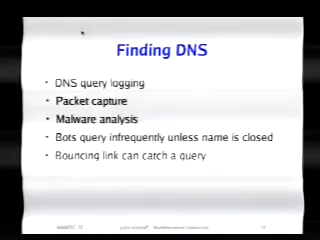 Finding DNS
· DNS query logging
· Packet capture
· Malware analysis
· Bots query infrequently unless name is closed
· Bouncing link can catch a query